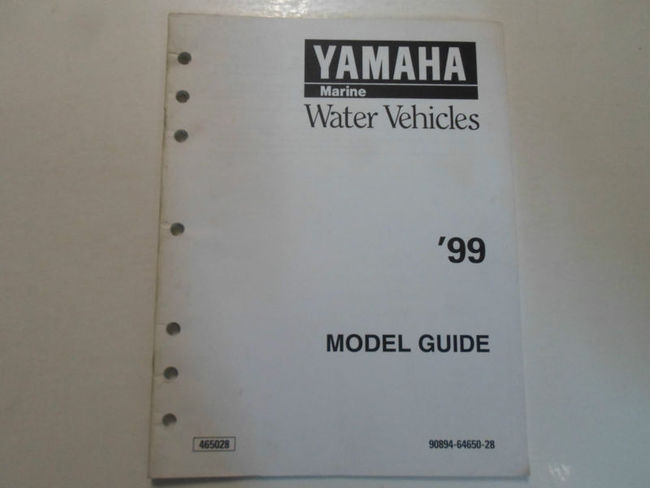 YAMAHA
Marine
Water Vehicles
'99
MODEL GUIDE
465028
90894-64650-28